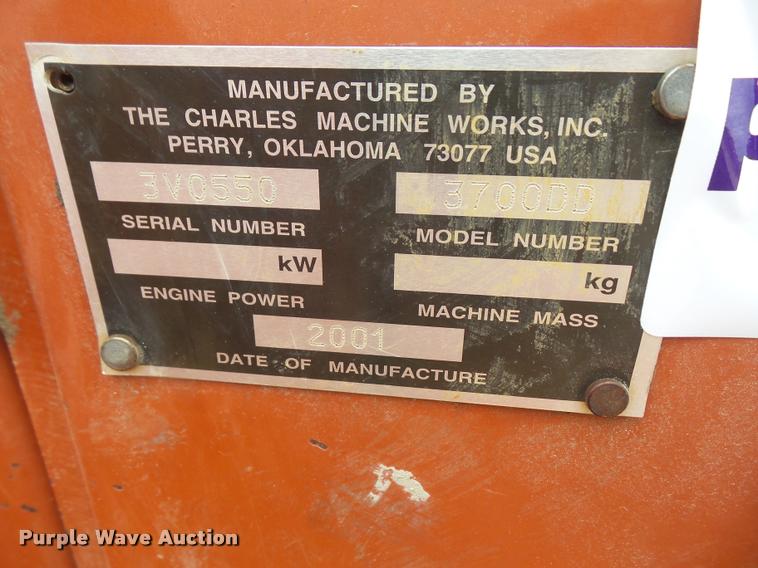 MANUFACTURED BY
THE CHARLES MACHINE WORKS, INC.
PERRY, OKLAHOMA 73077 USA
3V0550 3700DD
SERIAL NUMBER MODEL NUMBER
kW kg
ENGINE POWER MACHINE MASS
2001
DATE OF MANUFACTURE
Purple Wave Auction